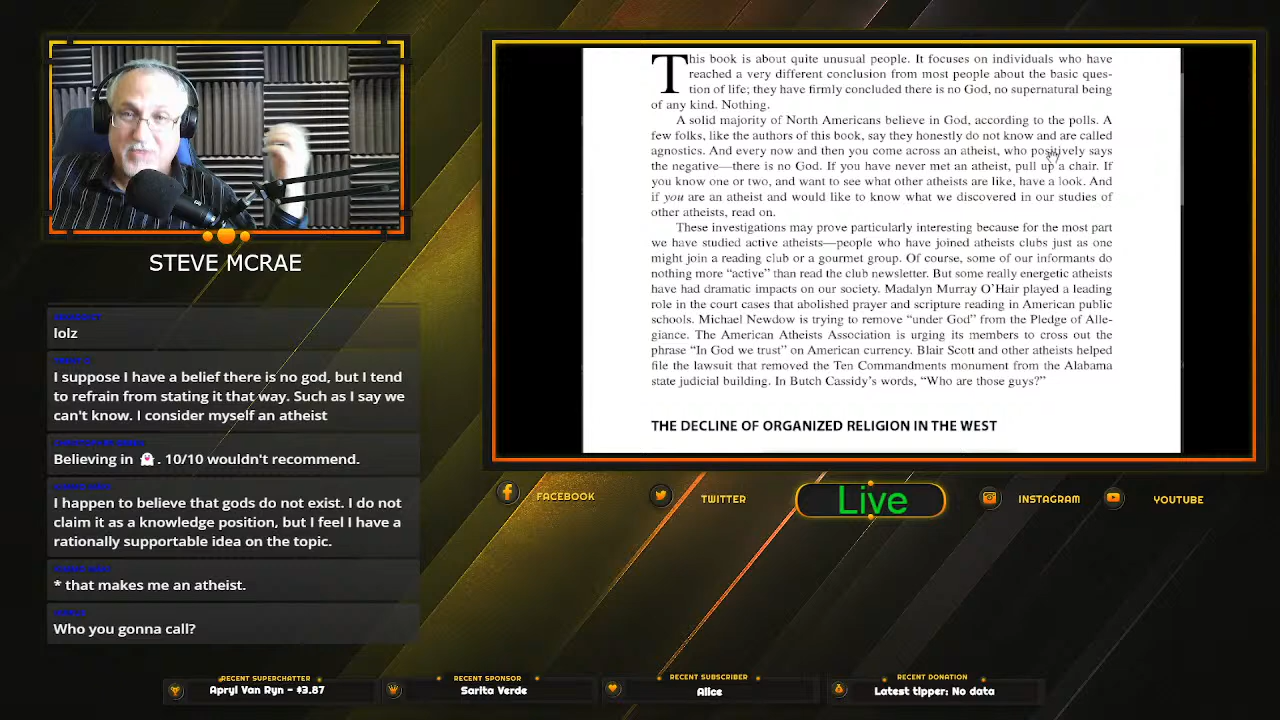 This book is about quite unusual people. It focuses on individuals who have
reached a very different conclusion from most people about the basic ques-
tion of life; they have firmly concluded there is no God, no supernatural being
of any kind. Nothing.
A solid majority of North Americans believe in God, according to the polls. A
few folks, like the authors of this book, say they honestly do not know and are called
agnostics. And every now and then you come across an atheist, who positively says
the negative—there is no God. If you have never met an atheist, pull up a chair. If
you know one or two, and want to see what other atheists are like, have a look. And
if you are an atheist and would like to know what we discovered in our studies of
other atheists, read on.
These investigations may prove particularly interesting because for the most part
we have studied active atheists—people who have joined atheists clubs just as one
might join a reading club or a gourmet group. Of course, some of our informants do
nothing more “active” than read the club newsletter. But some really energetic atheists
have had dramatic impacts on our society. Madalyn Murray O’Hair played a leading
role in the court cases that abolished prayer and scripture reading in American public
schools. Michael Newdow is trying to remove “under God” from the Pledge of Alle-
giance. The American Atheists Association is urging its members to cross out the
phrase “In God we trust” on American currency. Blair Scott and other atheists helped
file the lawsuit that removed the Ten Commandments monument from the Alabama
state judicial building. In Butch Cassidy’s words, “Who are those guys?”
THE DECLINE OF ORGANIZED RELIGION IN THE WEST
STEVE MCRAE
lolz
I suppose I have a belief there is no god, but I tend
to refrain from stating it that way. Such as I say we
can't know. I consider myself an atheist
Believing in 👻. 10/10 wouldn't recommend.
I happen to believe that gods do not exist. I do not
claim it as a knowledge position, but I feel I have a
rationally supportable idea on the topic.
* that makes me an atheist.
Who you gonna call?
FACEBOOK
TWITTER
Live
INSTAGRAM
YOUTUBE
RECENT SUPERCHATTER
Apryl Van Ryn - $3.87
RECENT SPONSOR
Sarita Verde
RECENT SUBSCRIBER
Alice
RECENT DONATION
Latest tipper: No data